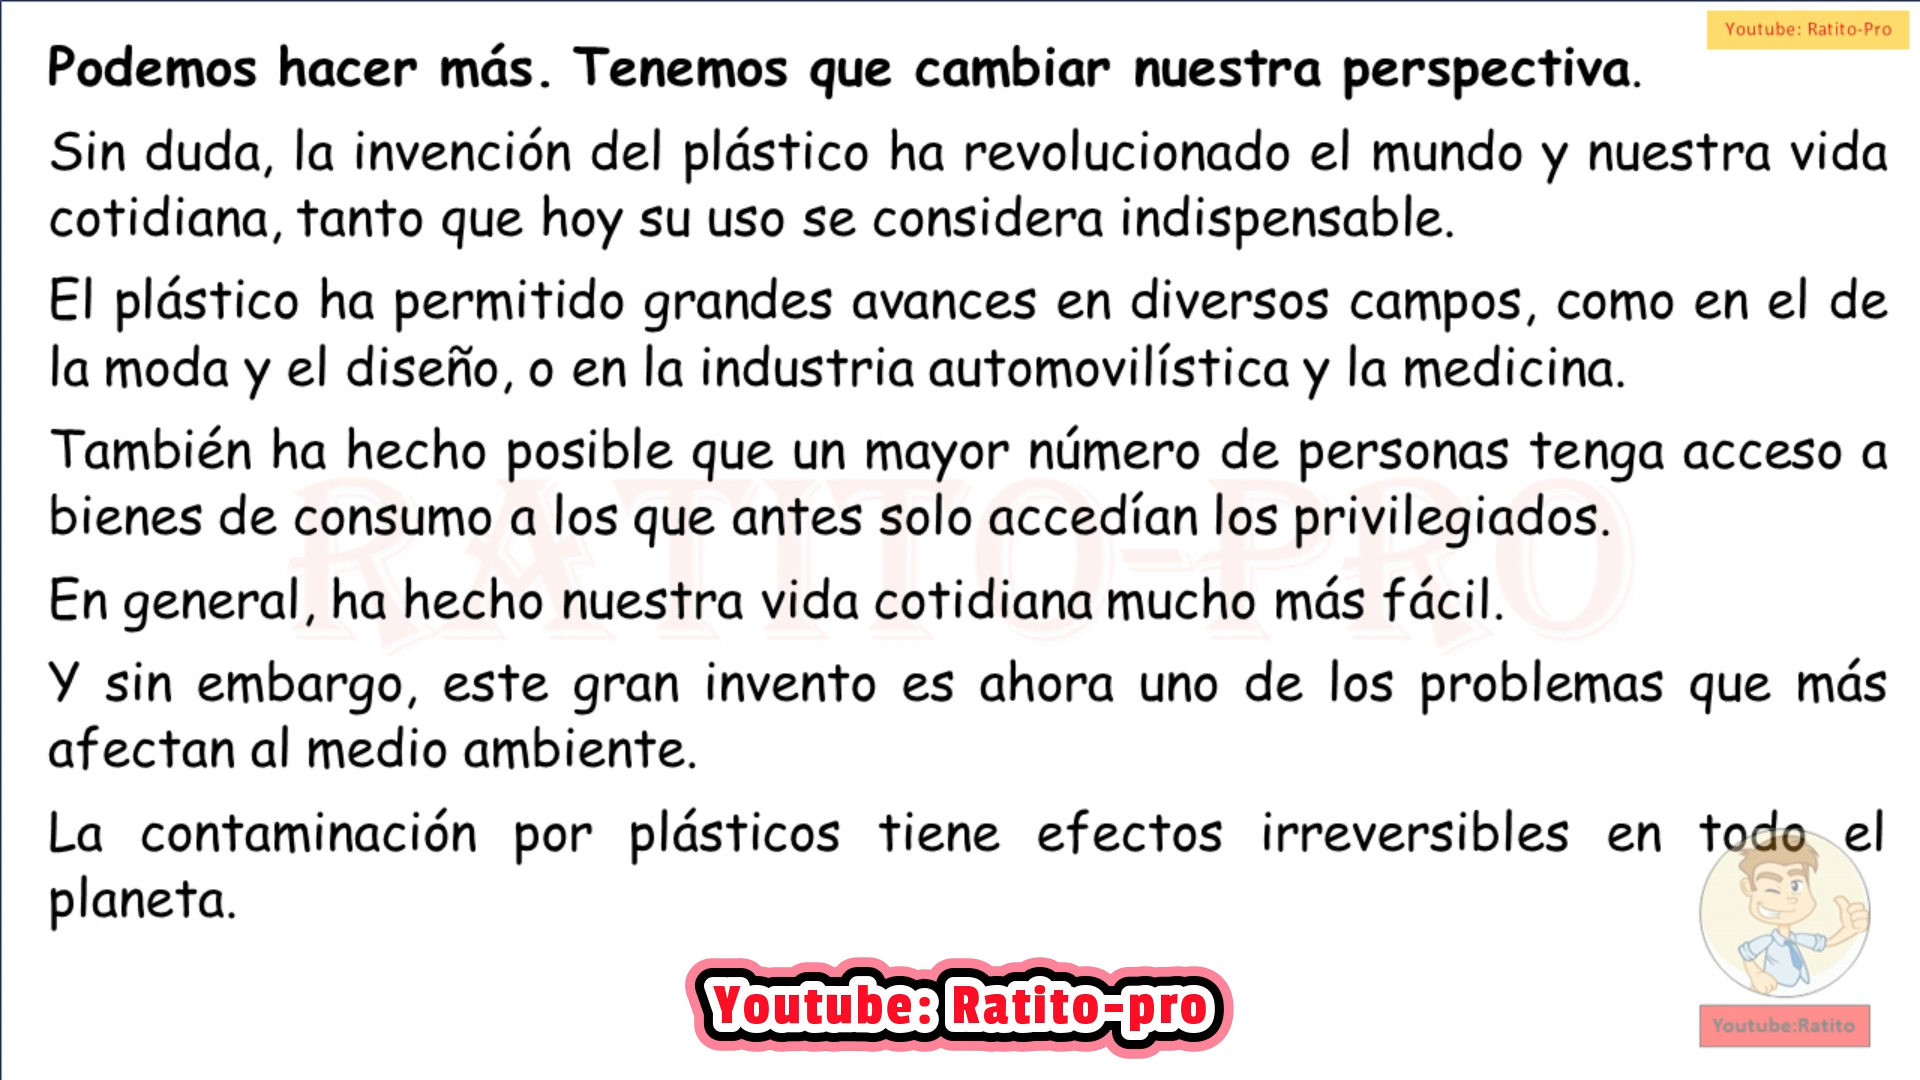 Youtube: Ratito-Pro
Podemos hacer más. Tenemos que cambiar nuestra perspectiva.
Sin duda, la invención del plástico ha revolucionado el mundo y nuestra vida
cotidiana, tanto que hoy su uso se considera indispensable.
El plástico ha permitido grandes avances en diversos campos, como en el de
la moda y el diseño, o en la industria automovilística y la medicina.
También ha hecho posible que un mayor número de personas tenga acceso a
bienes de consumo a los que antes solo accedían los privilegiados.
RATITO-PRO
En general, ha hecho nuestra vida cotidiana mucho más fácil.
Y sin embargo, este gran invento es ahora uno de los problemas que más
afectan al medio ambiente.
La contaminación por plásticos tiene efectos irreversibles en todo el
planeta.
Youtube: Ratito-pro
Youtube:Ratito